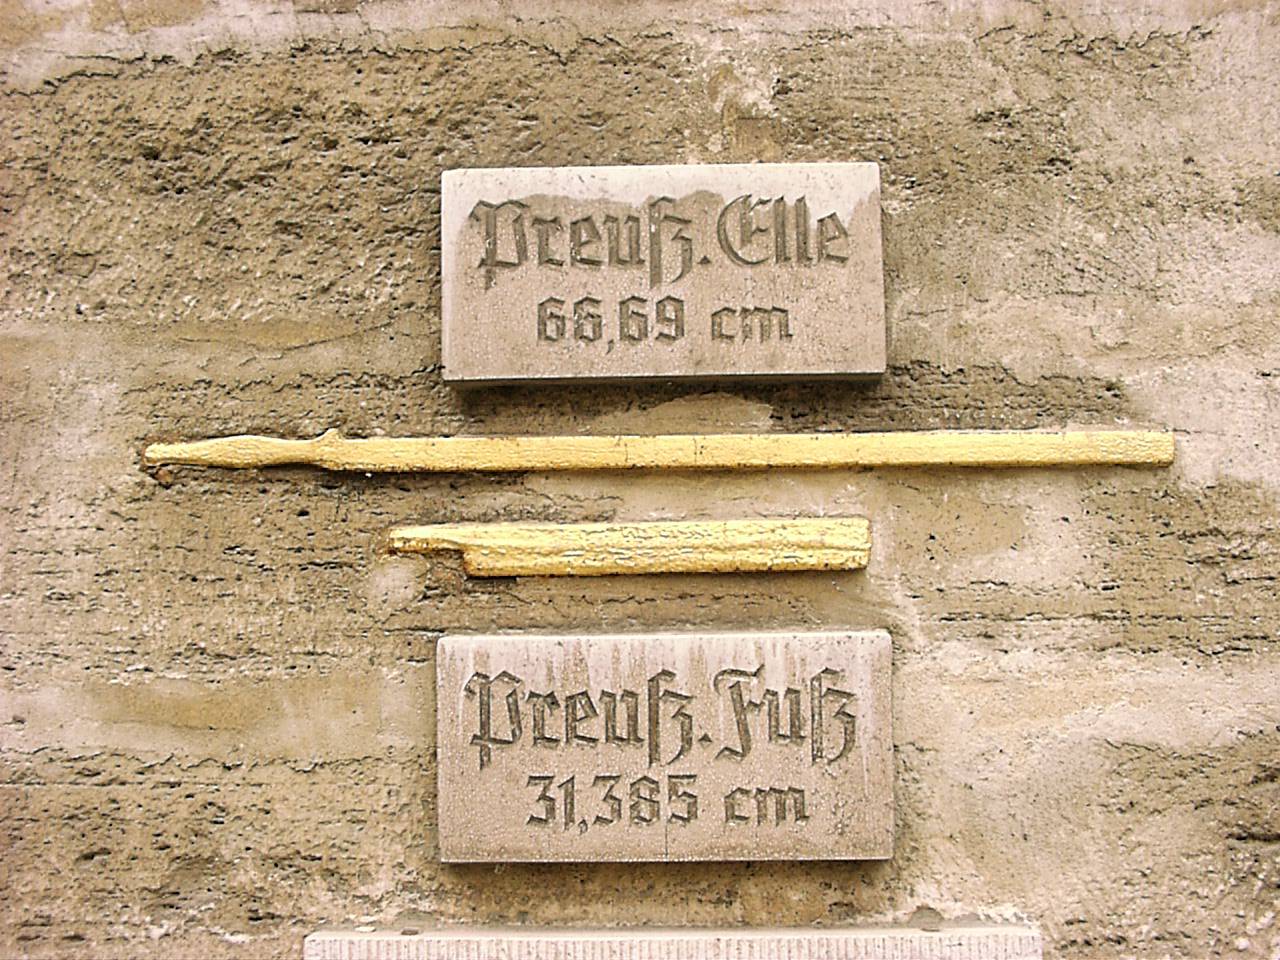 Preuß. Elle
66,69 cm
Preuß. Fuß
31,385 cm